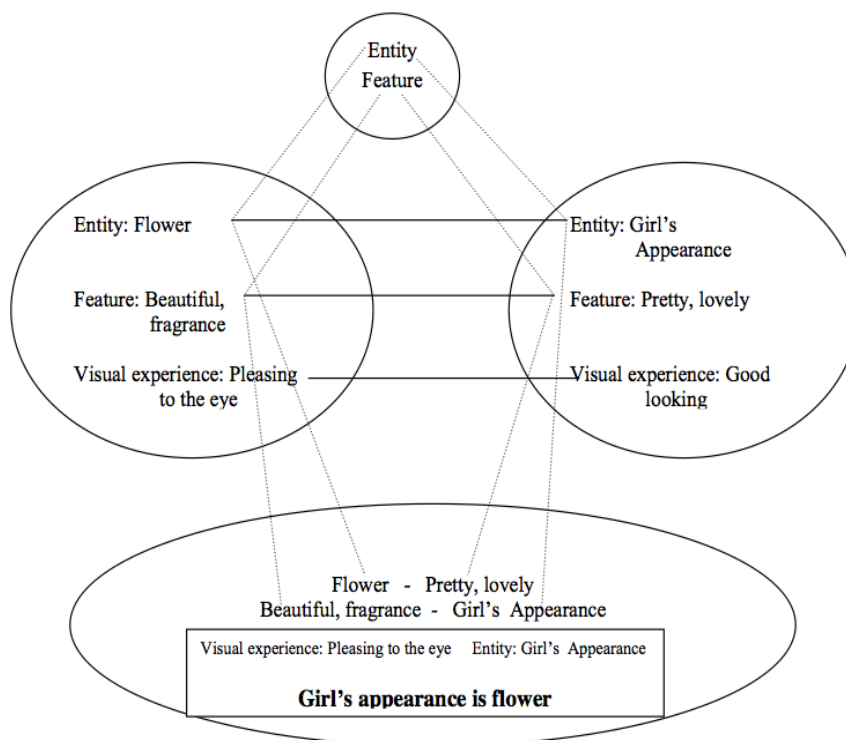 Entity
Feature
Entity: Flower
Feature: Beautiful,
fragrance
Visual experience: Pleasing
to the eye
Entity: Girl's
Appearance
Feature: Pretty, lovely
Visual experience: Good
looking
Flower - Pretty, lovely
Beautiful, fragrance - Girl's Appearance
Visual experience: Pleasing to the eye Entity: Girl's Appearance
Girl's appearance is flower